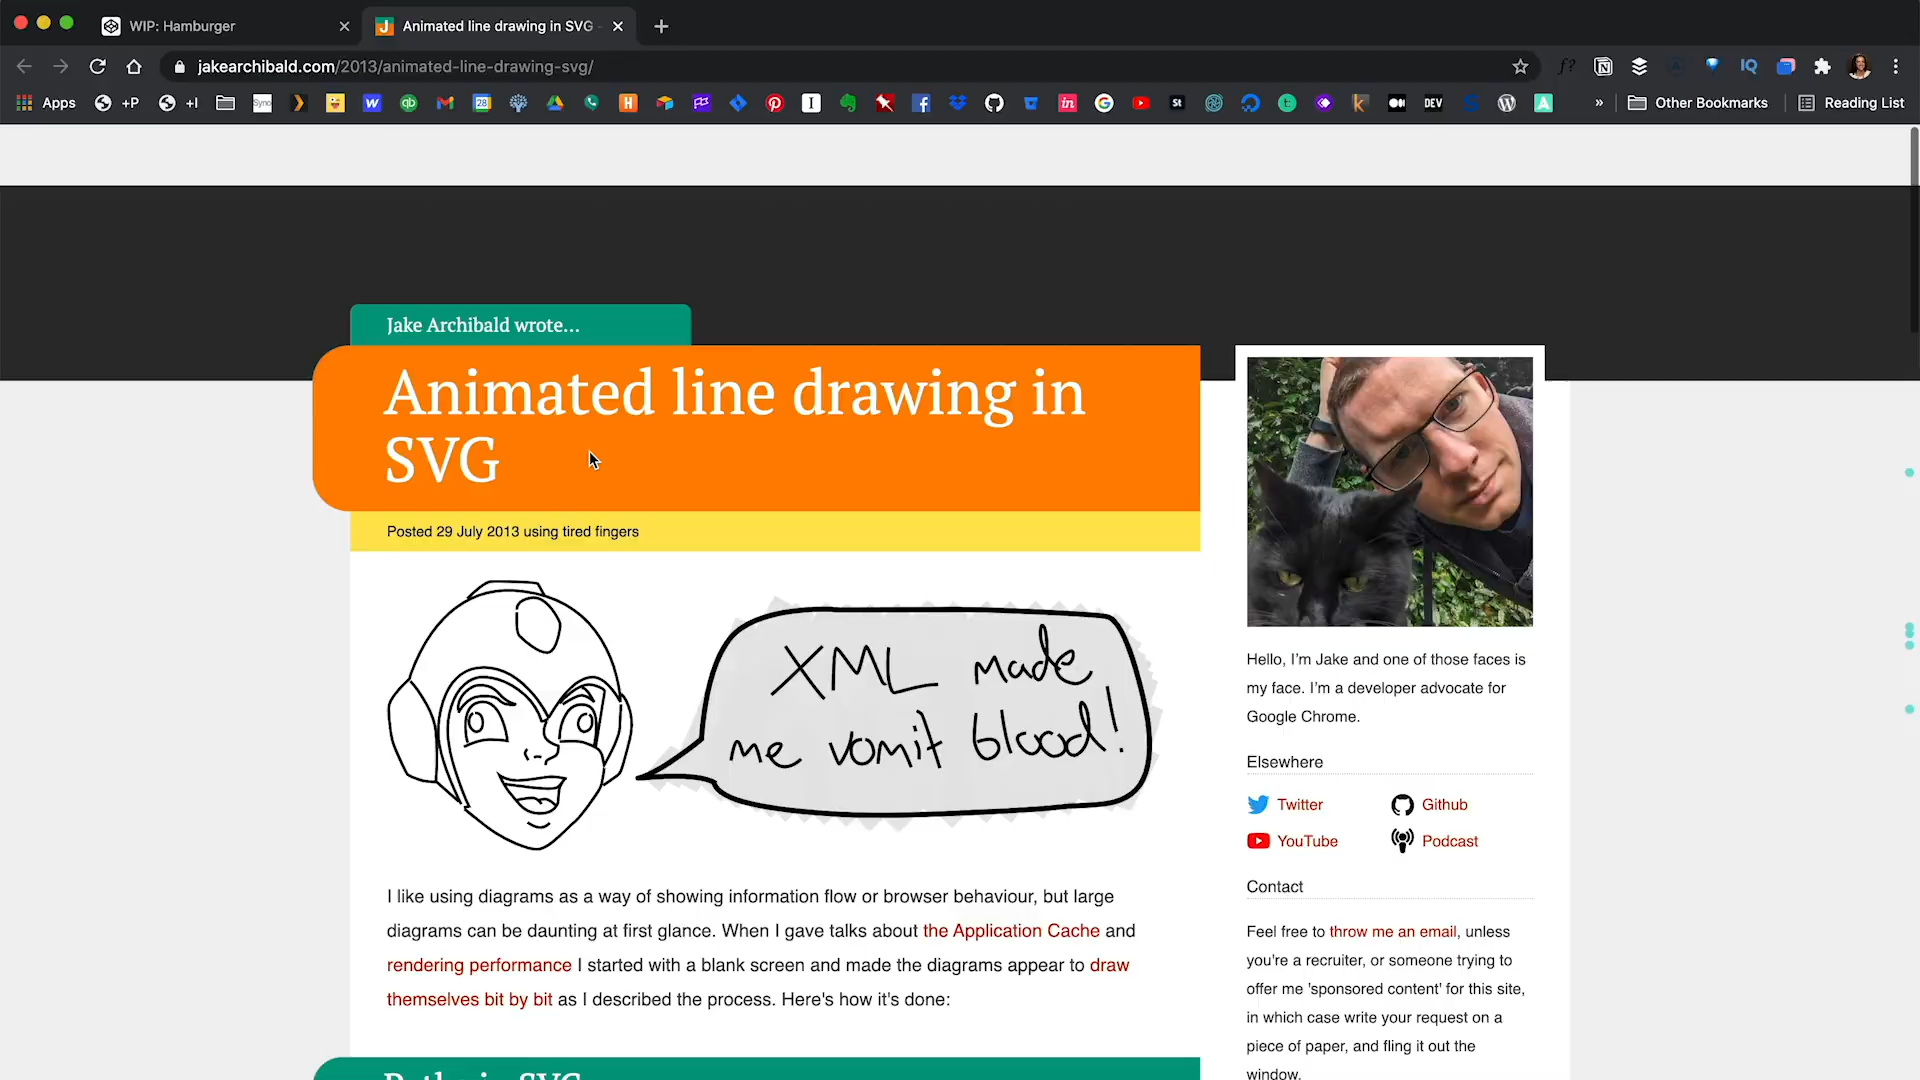 WIP: Hamburger
Animated line drawing in SVG
jakearchibald.com/2013/animated-line-drawing-svg/
Apps
+P
+I
Other Bookmarks
Reading List
Jake Archibald wrote...
Animated line drawing in
SVG
Posted 29 July 2013 using tired fingers
XML made
me vomit blood!
I like using diagrams as a way of showing information flow or browser behaviour, but large
diagrams can be daunting at first glance. When I gave talks about the Application Cache and
rendering performance I started with a blank screen and made the diagrams appear to draw
themselves bit by bit as I described the process. Here's how it's done:
Hello, I’m Jake and one of those faces is
my face. I’m a developer advocate for
Google Chrome.
Elsewhere
Twitter
Github
YouTube
Podcast
Contact
Feel free to throw me an email, unless
you're a recruiter, or someone trying to
offer me 'sponsored content' for this site,
in which case write your request on a
piece of paper, and fling it out the
window.